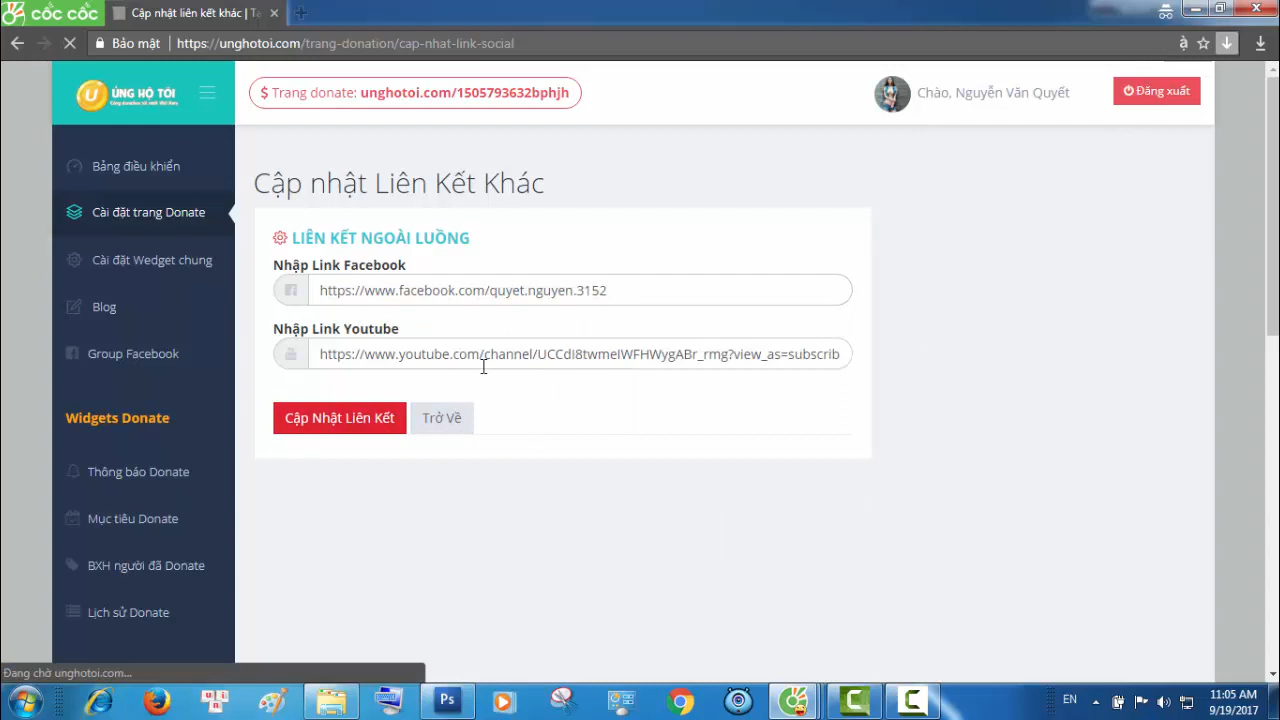 cốc cốc
Cập nhật liên kết khác | Tạ
Bảo mật
https://unghotoi.com/trang-donation/cap-nhat-link-social
à
ỦNG HỘ TÔI
$ Trang donate: unghotoi.com/1505793632bphjh
Chào, Nguyễn Văn Quyết
Đăng xuất
Bảng điều khiển
Cài đặt trang Donate
Cài đặt Wedget chung
Blog
Group Facebook
Widgets Donate
Thông báo Donate
Mục tiêu Donate
BXH người đã Donate
Lịch sử Donate
Cập nhật Liên Kết Khác
LIÊN KẾT NGOÀI LUỒNG
Nhập Link Facebook
https://www.facebook.com/quyet.nguyen.3152
Nhập Link Youtube
https://www.youtube.com/channel/UCCdI8twmeIWFHWygABr_rmg?view_as=subscrib
Cập Nhật Liên Kết
Trở Về
Đang chờ unghotoi.com...
Ps
EN
11:05 AM
9/19/2017